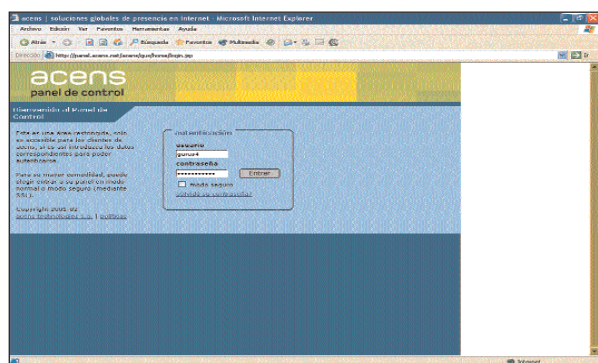 acens | soluciones globales de presencia en Internet - Microsoft Internet Explorer
Archivo Edición Ver Favoritos Herramientas Ayuda
Atrás Búsqueda Favoritos Multimedia
Dirección
acens
panel de control
Bienvenido al Panel de
Control
Esta es una área restringida, solo
es accesible para los clientes de
acens, si es así introduzca los datos
correspondientes para poder
autentificarse.
Para su mayor comodidad, puede
elegir entrar a su panel en modo
normal o modo seguro (mediante
SSL).
Copyright 2001-02
acens technologies s.a. | políticas
autentificación
usuario
gurus4
contraseña
Entrar
modo seguro
¿olvidó su contraseña?
Internet